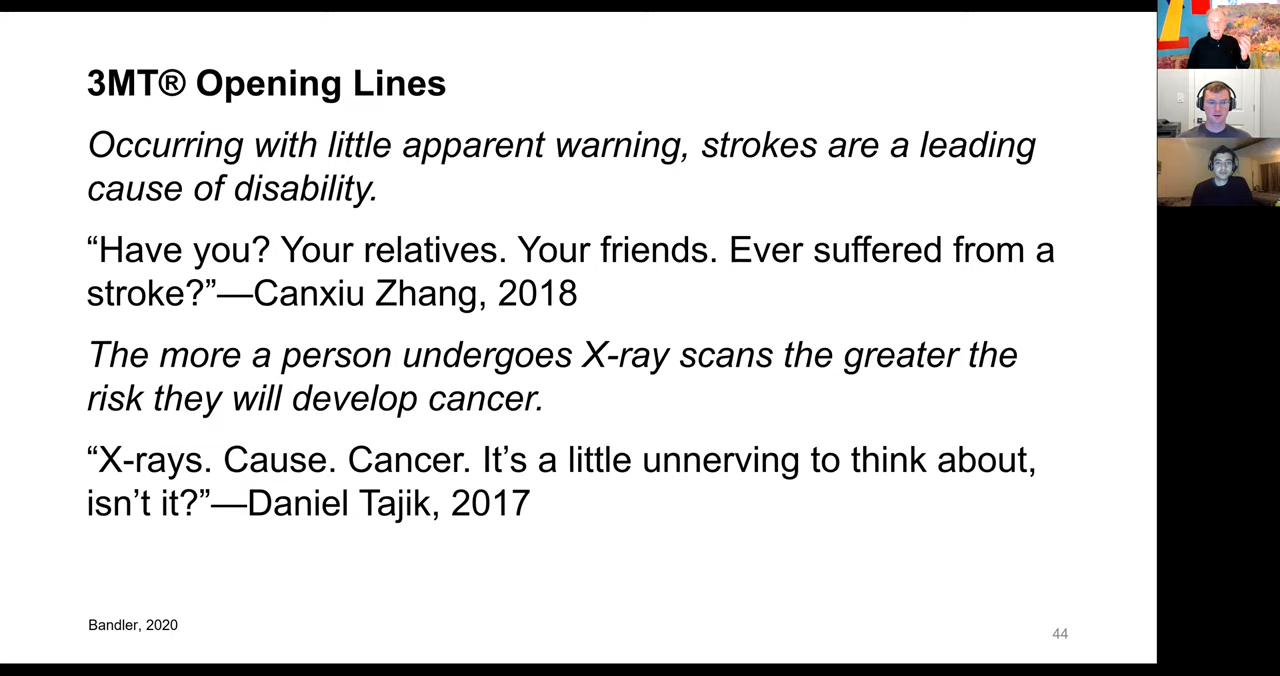 3MT® Opening Lines
Occurring with little apparent warning, strokes are a leading
cause of disability.
“Have you? Your relatives. Your friends. Ever suffered from a
stroke?”—Canxiu Zhang, 2018
The more a person undergoes X-ray scans the greater the
risk they will develop cancer.
“X-rays. Cause. Cancer. It’s a little unnerving to think about,
isn’t it?”—Daniel Tajik, 2017
Bandler, 2020
44